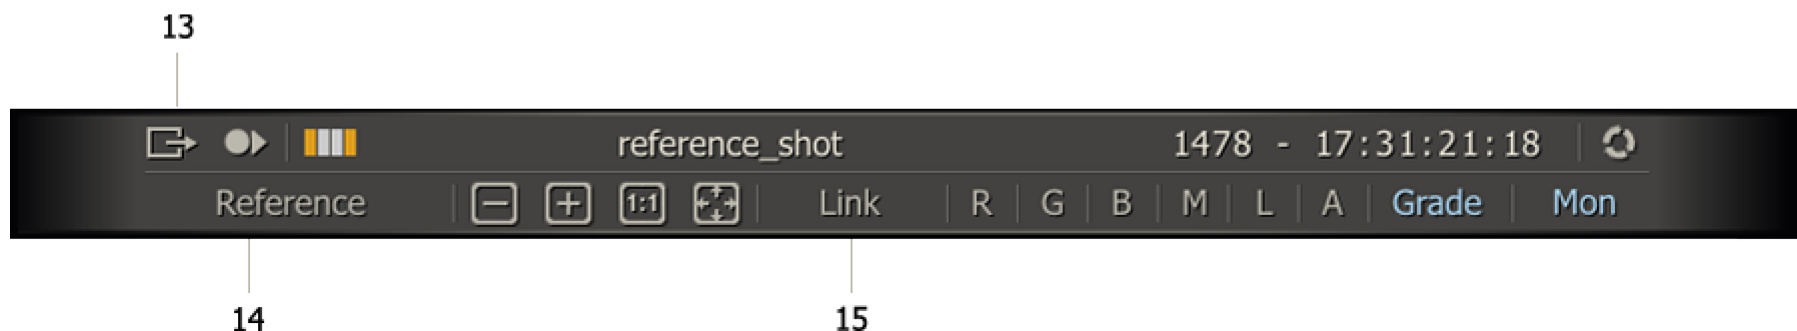 13
reference_shot 1478 - 17:31:21:18
Reference 1:1 Link R G B M L A Grade Mon
14 15